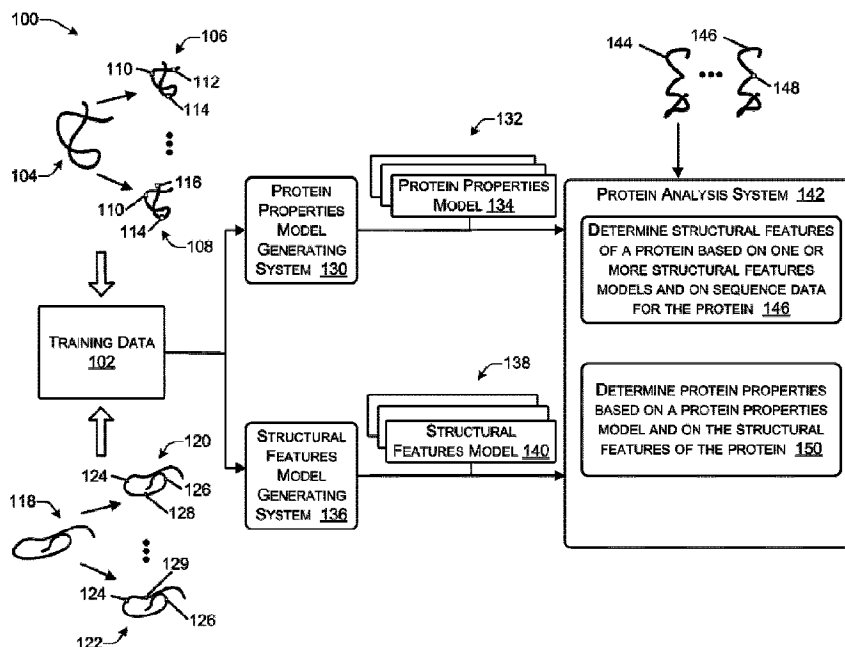 100
106
110
112
114
104
116
110
114
108
144
146
148
132
PROTEIN PROPERTIES MODEL GENERATING SYSTEM 130
PROTEIN PROPERTIES
MODEL 134
PROTEIN ANALYSIS SYSTEM 142
DETERMINE STRUCTURAL FEATURES
OF A PROTEIN BASED ON ONE OR
MORE STRUCTURAL FEATURES
MODELS AND ON SEQUENCE DATA
FOR THE PROTEIN 146
TRAINING DATA
102
138
STRUCTURAL
FEATURES
MODEL
GENERATING
SYSTEM 136
STRUCTURAL
FEATURES MODEL 140
DETERMINE PROTEIN PROPERTIES
BASED ON A PROTEIN PROPERTIES
MODEL AND ON THE STRUCTURAL
FEATURES OF THE PROTEIN 150
120
124
126
128
118
129
124
126
122